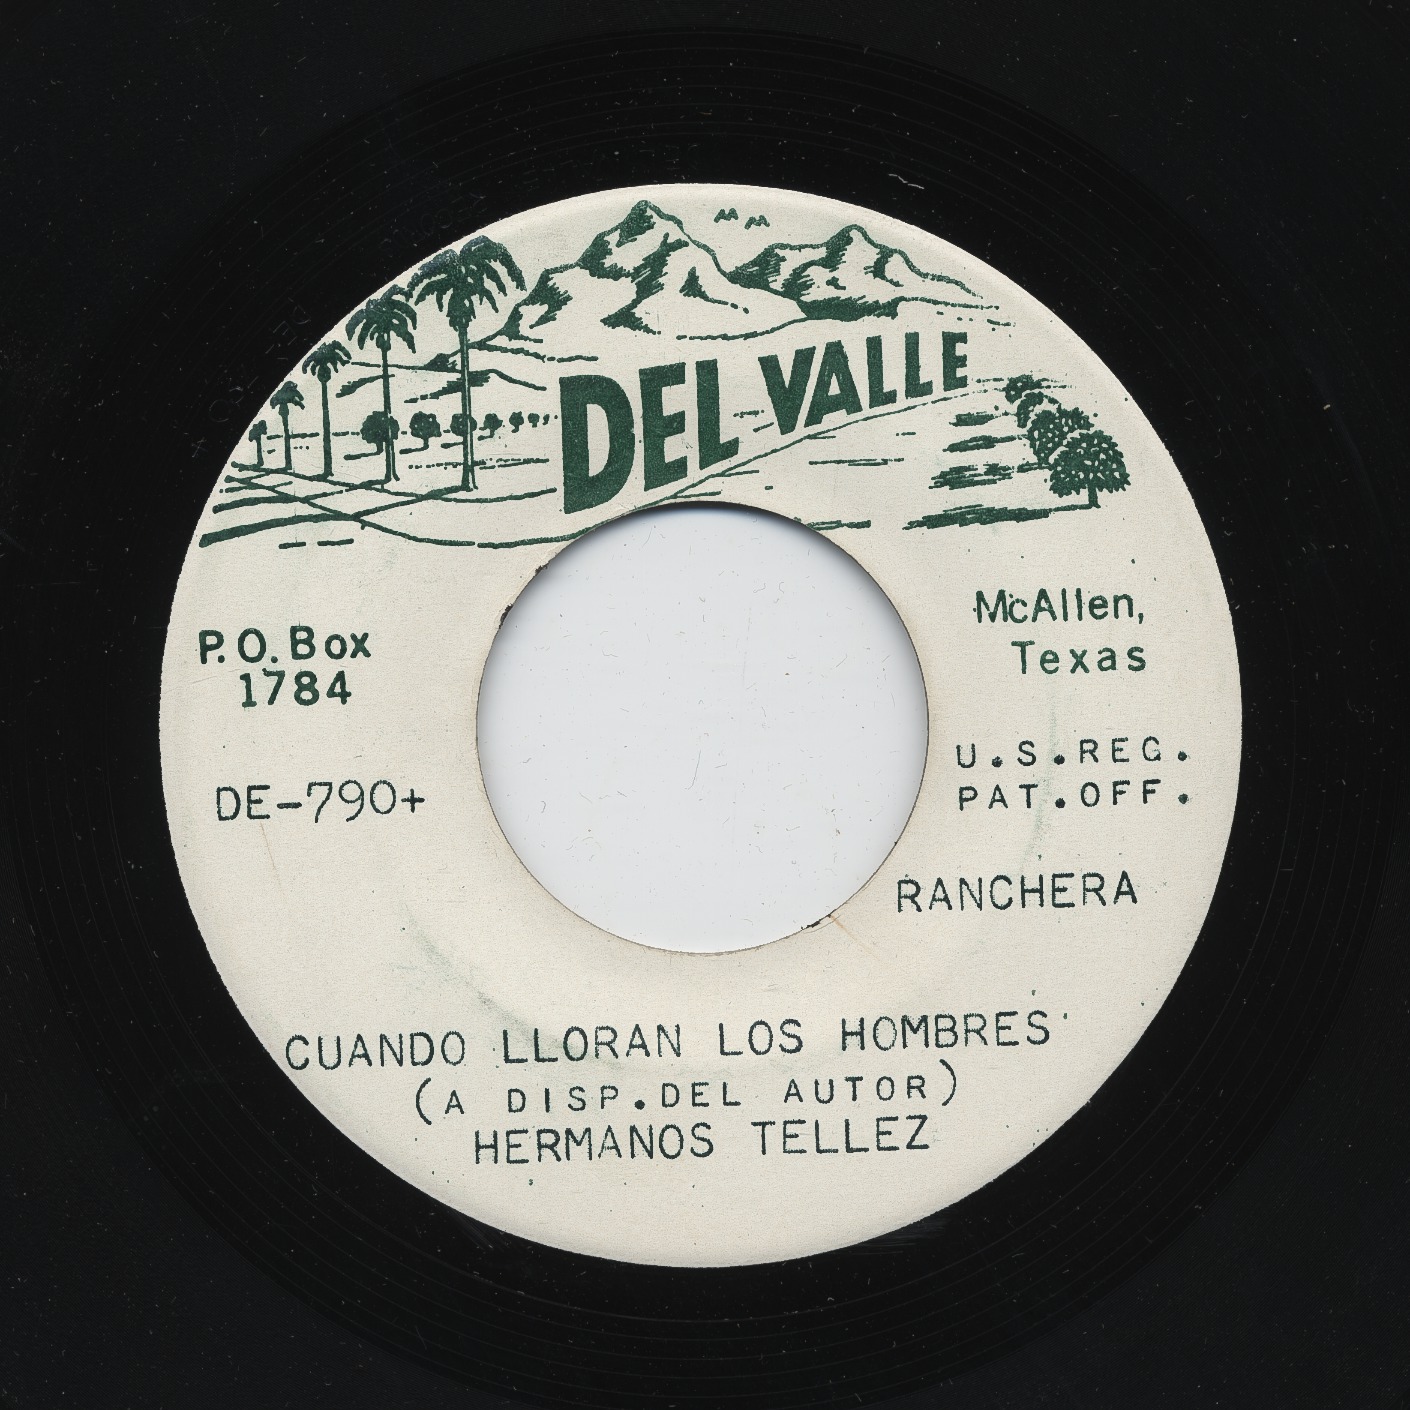 DEL VALLE
P.O. Box
1784
McAllen,
Texas
DE-790+
U.S.REG.
PAT.OFF.
RANCHERA
CUANDO LLORAN LOS HOMBRES
(A DISP.DEL AUTOR)
HERMANOS TELLEZ